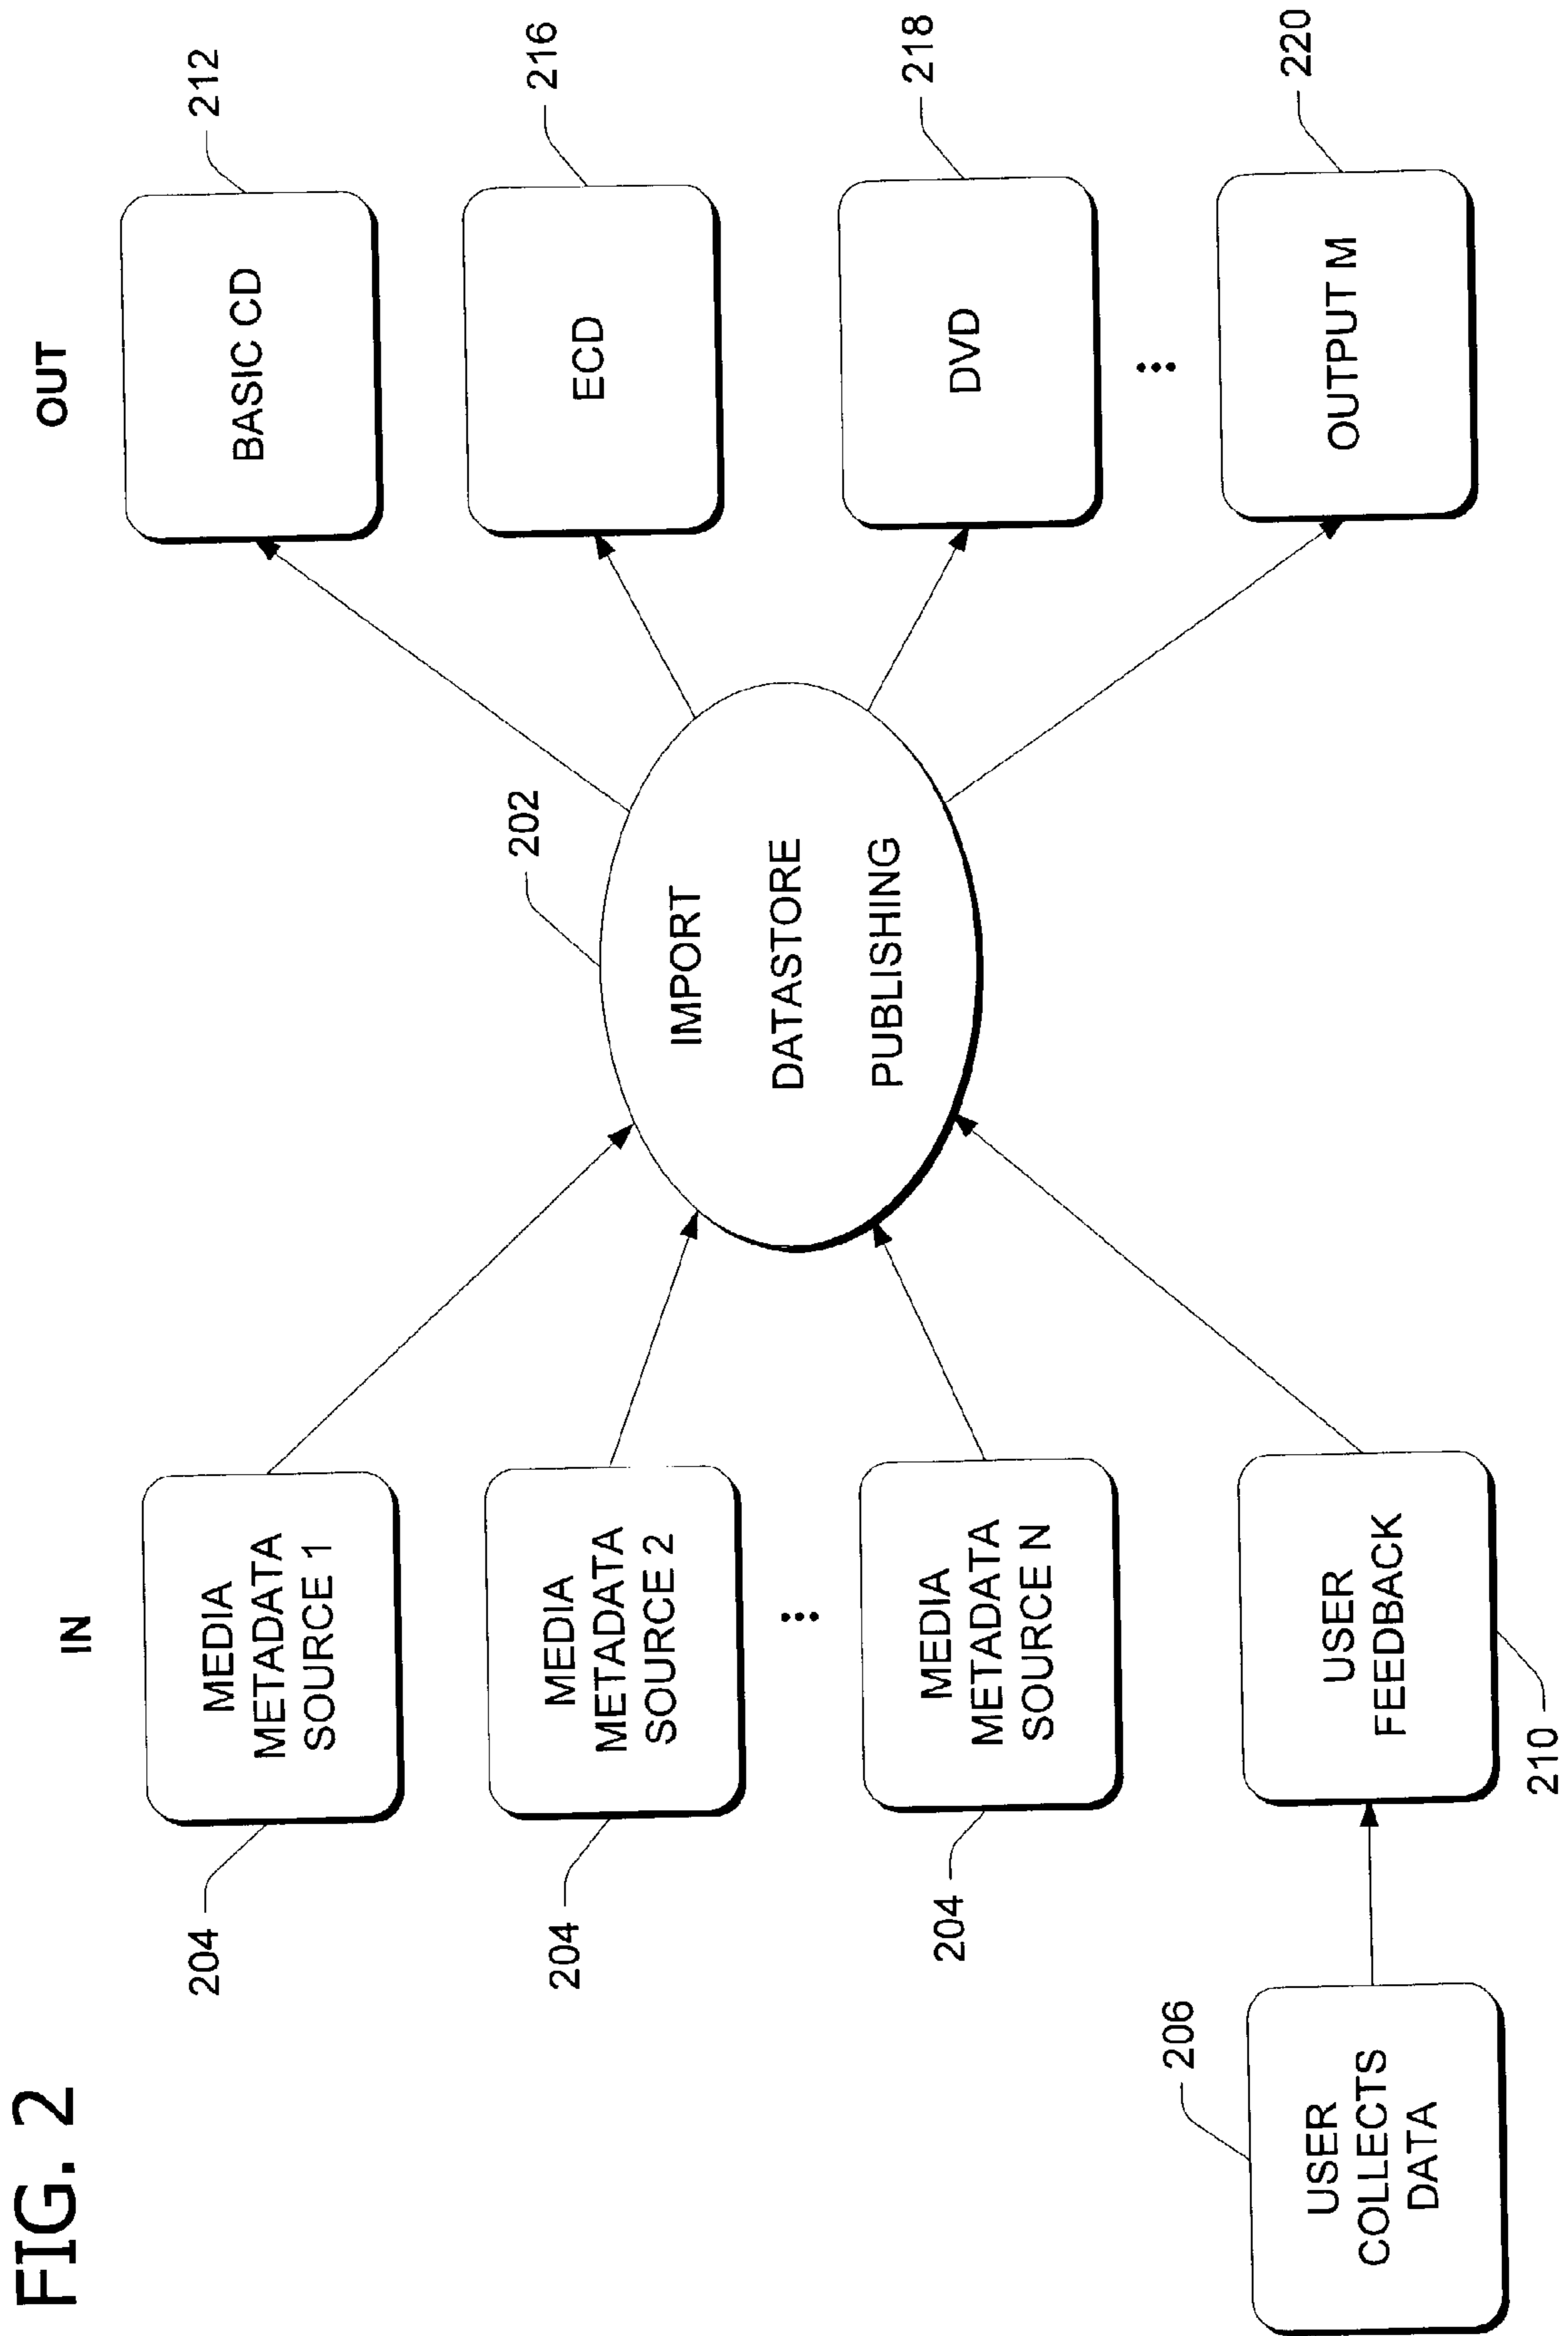 FIG. 2
IN
OUT
204
MEDIA
METADATA
SOURCE 1
204
MEDIA
METADATA
SOURCE 2
204
MEDIA
METADATA
SOURCE N
206
USER
COLLECTS
DATA
USER
FEEDBACK
210
202
IMPORT
DATASTORE
PUBLISHING
BASIC CD
212
ECD
216
DVD
218
OUTPUT M
220